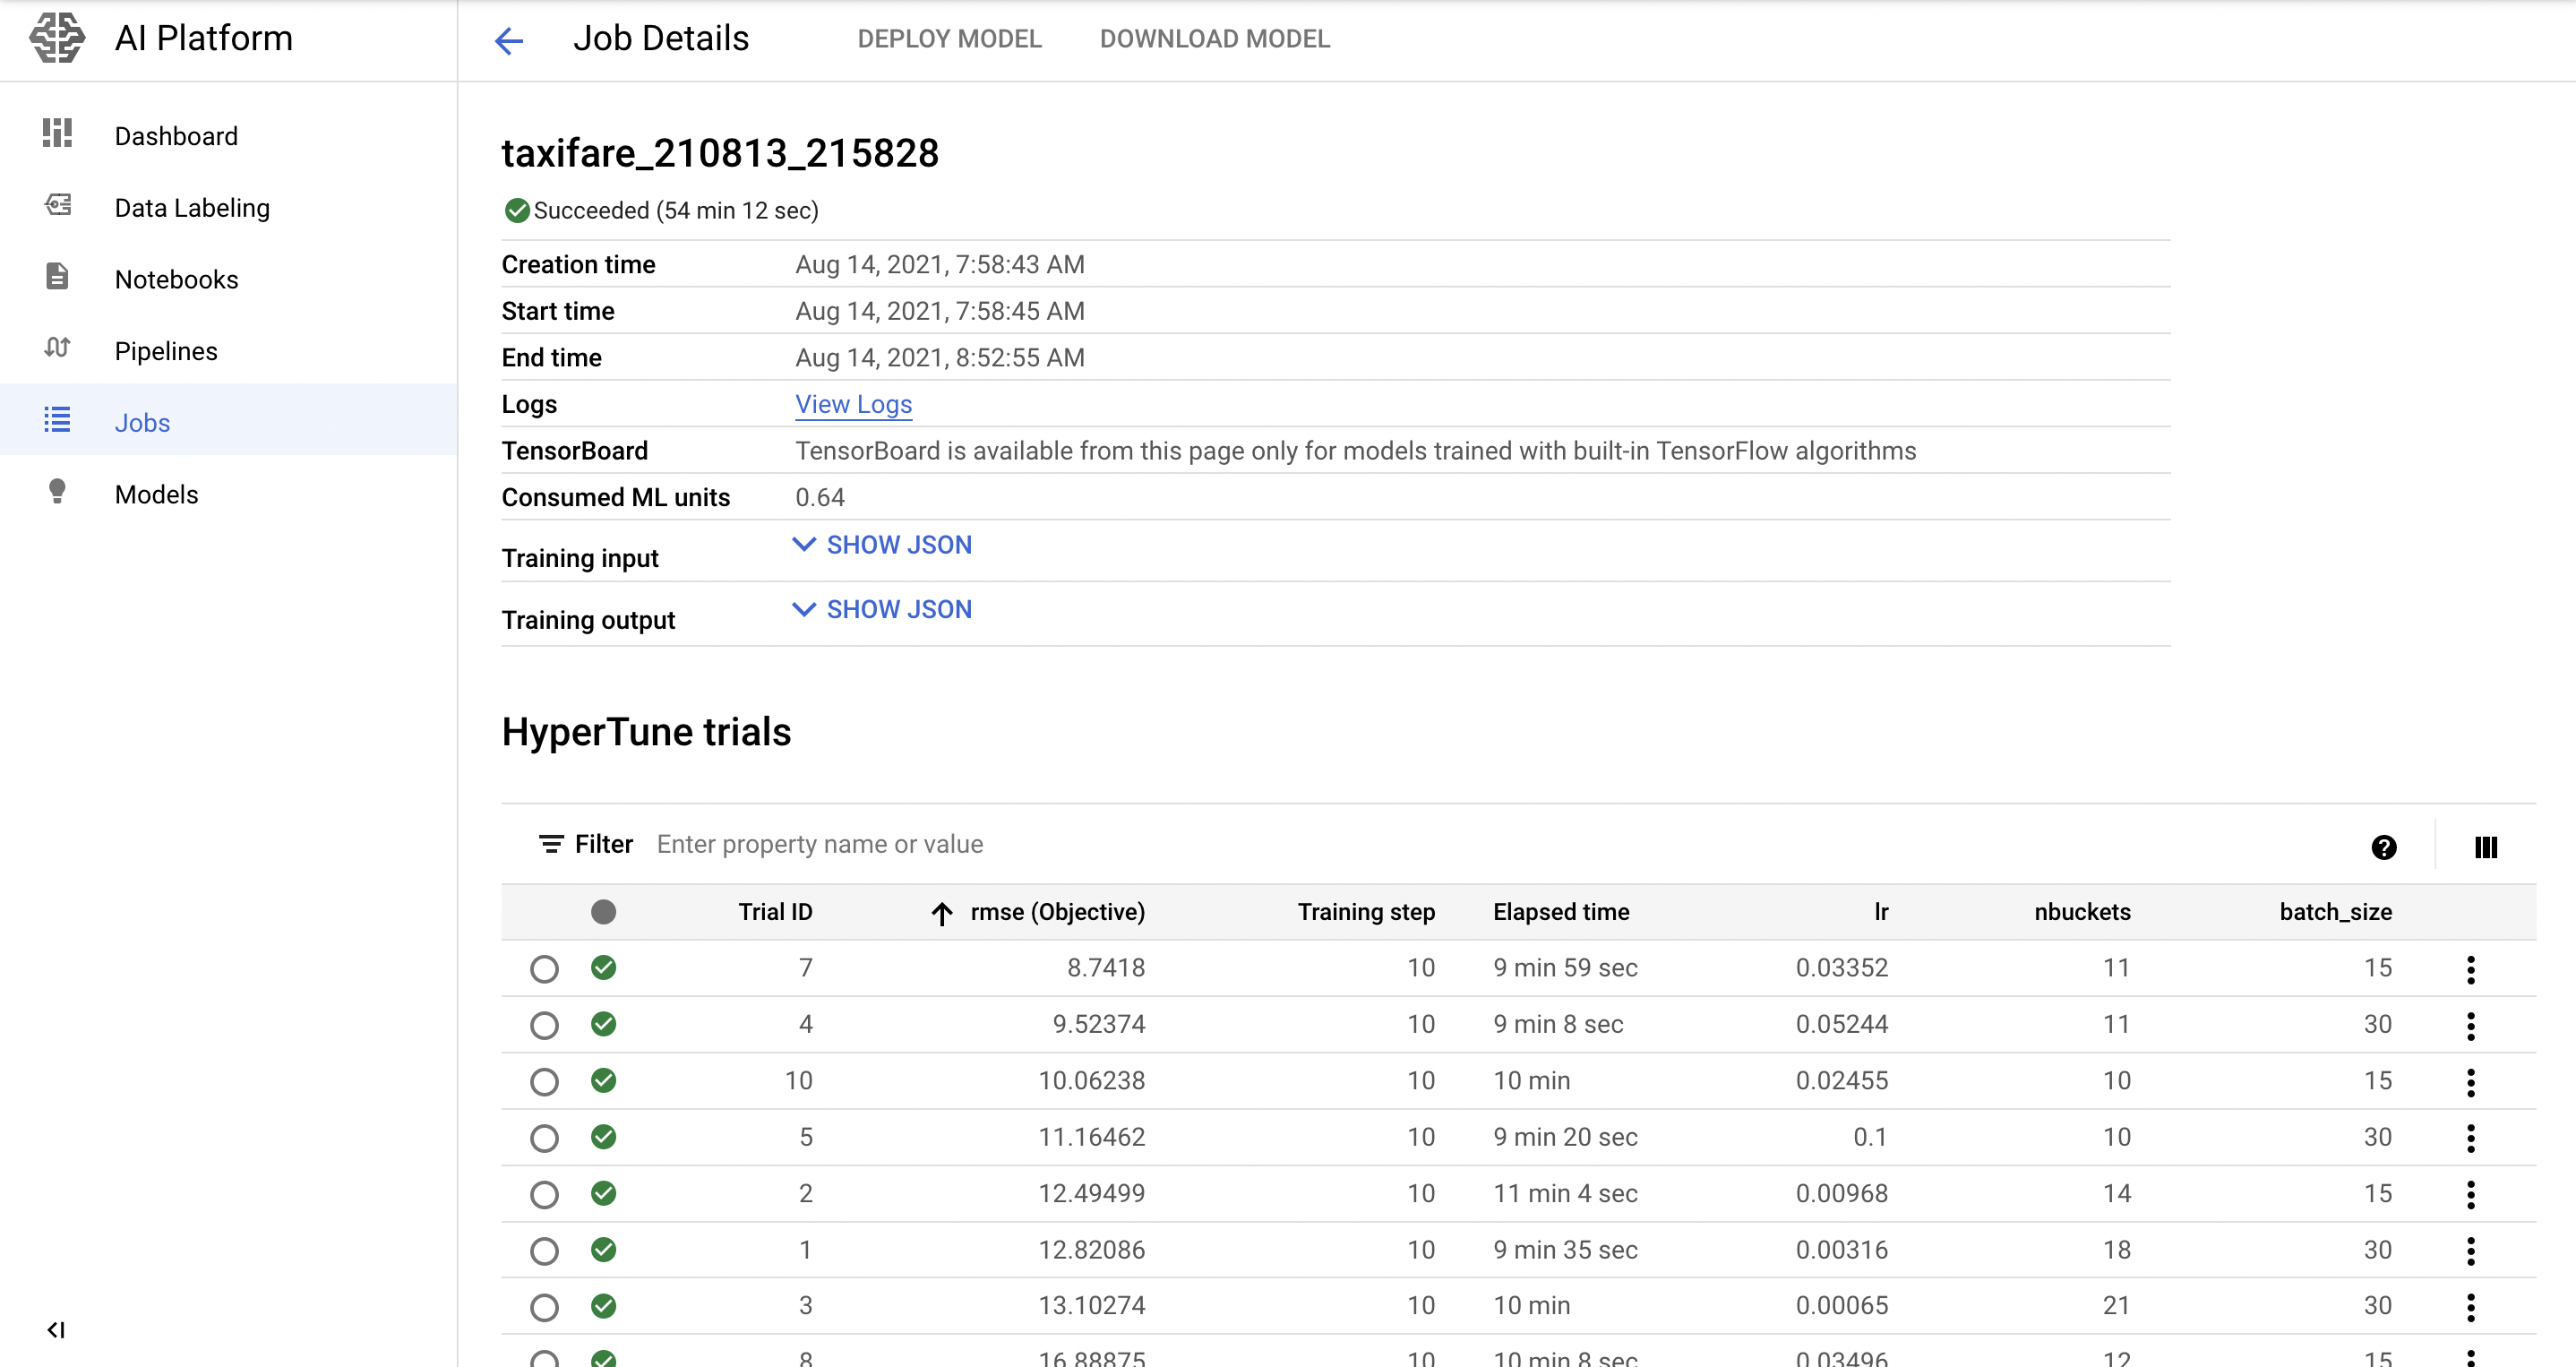 AI Platform
Job Details DEPLOY MODEL DOWNLOAD MODEL
Dashboard
Data Labeling
Notebooks
Pipelines
Jobs
Models
taxifare_210813_215828
Succeeded (54 min 12 sec)
Creation time Aug 14, 2021, 7:58:43 AM
Start time Aug 14, 2021, 7:58:45 AM
End time Aug 14, 2021, 8:52:55 AM
Logs View Logs
TensorBoard TensorBoard is available from this page only for models trained with built-in TensorFlow algorithms
Consumed ML units 0.64
Training input SHOW JSON
Training output SHOW JSON
HyperTune trials
Filter Enter property name or value
Trial ID rmse (Objective) Training step Elapsed time lr nbuckets batch_size
7 8.7418 10 9 min 59 sec 0.03352 11 15
4 9.52374 10 9 min 8 sec 0.05244 11 30
10 10.06238 10 10 min 0.02455 10 15
5 11.16462 10 9 min 20 sec 0.1 10 30
2 12.49499 10 11 min 4 sec 0.00968 14 15
1 12.82086 10 9 min 35 sec 0.00316 18 30
3 13.10274 10 10 min 0.00065 21 30
8 16.88875 10 10 min 8 sec 0.03496 12 15